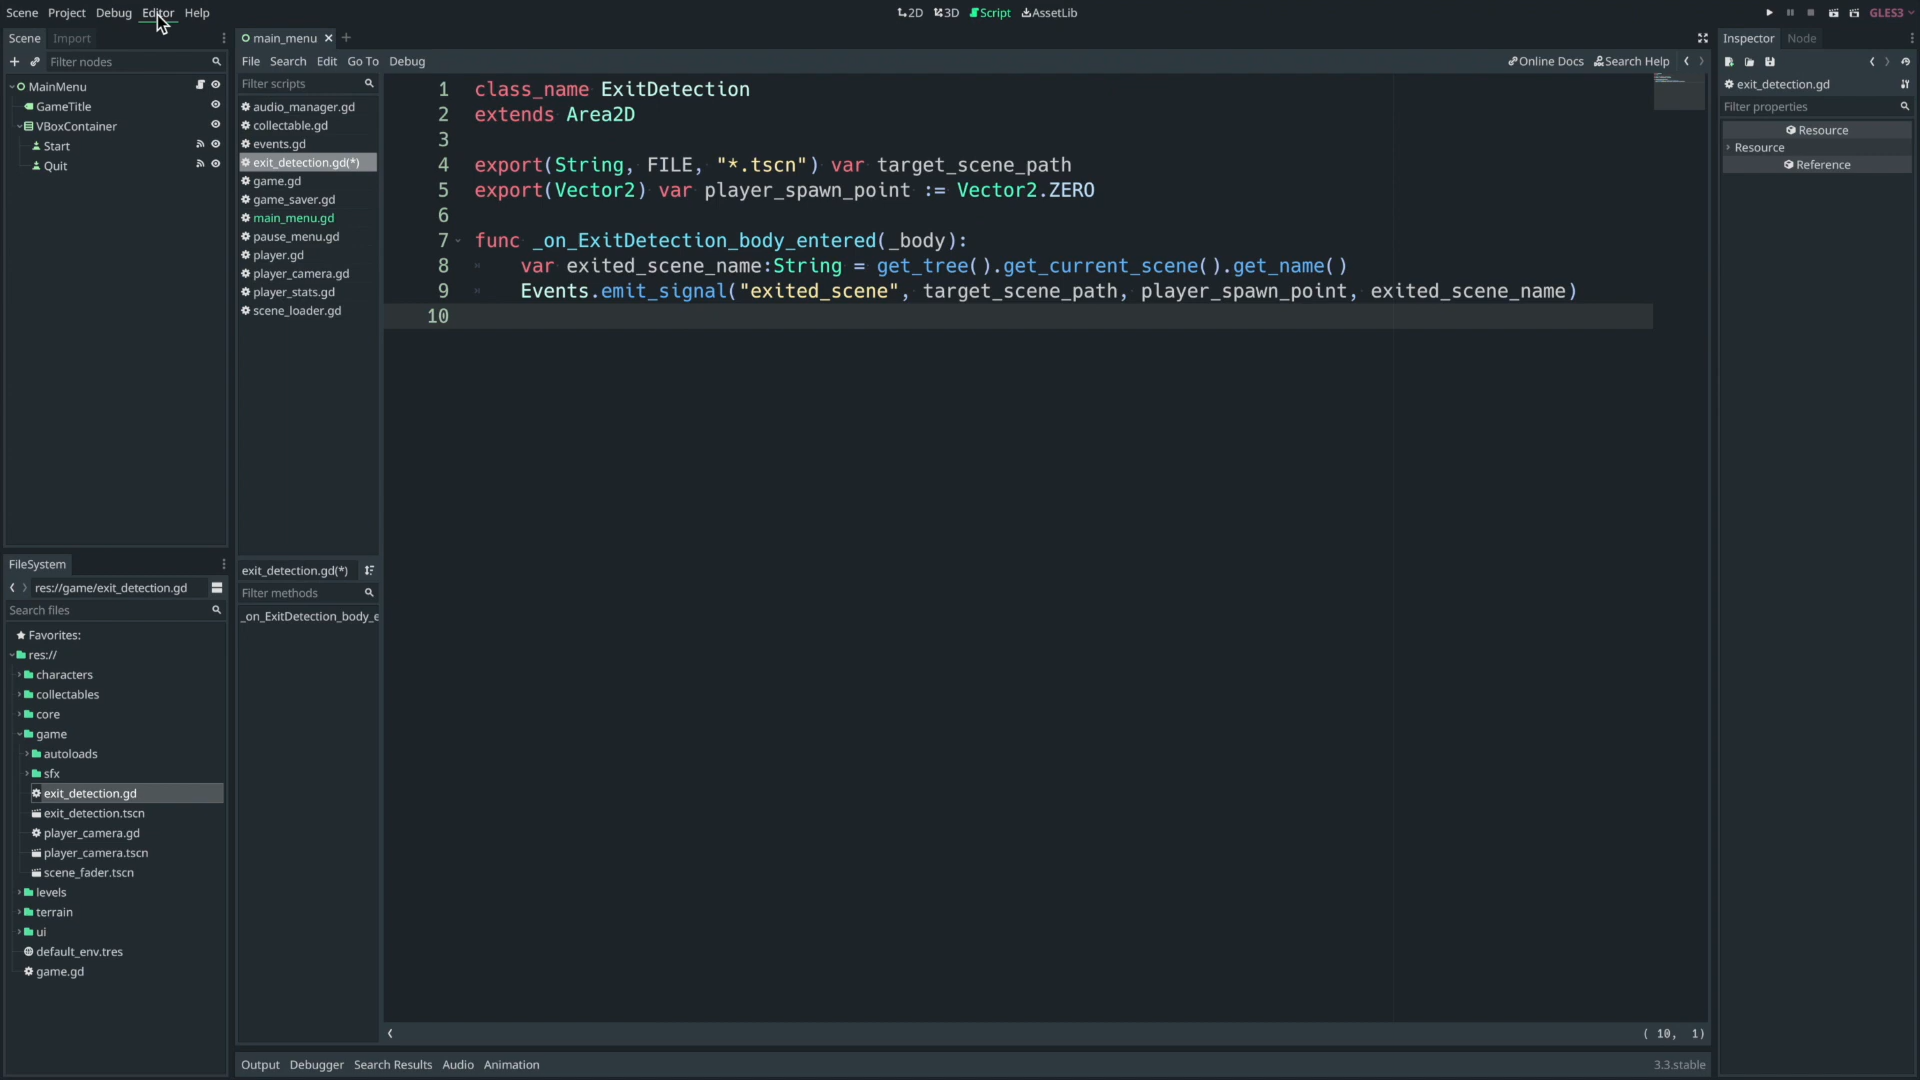 Scene Project Debug Editor Help
2D 3D Script AssetLib
GLES3
Scene Import
Filter nodes
MainMenu
GameTitle
VBoxContainer
Start
Quit
FileSystem
res://game/exit_detection.gd
Search files
Favorites:
res://
characters
collectables
core
game
autoloads
sfx
exit_detection.gd
exit_detection.tscn
player_camera.gd
player_camera.tscn
scene_fader.tscn
levels
terrain
ui
default_env.tres
game.gd
main_menu
File Search Edit Go To Debug
Online Docs Search Help
Filter scripts
audio_manager.gd
collectable.gd
events.gd
exit_detection.gd(*)
game.gd
game_saver.gd
main_menu.gd
pause_menu.gd
player.gd
player_camera.gd
player_stats.gd
scene_loader.gd
exit_detection.gd(*)
Filter methods
_on_ExitDetection_body_e
1 class_name ExitDetection
2 extends Area2D
3
4 export(String, FILE, "*.tscn") var target_scene_path
5 export(Vector2) var player_spawn_point := Vector2.ZERO
6
7 func _on_ExitDetection_body_entered(_body):
8 var exited_scene_name:String = get_tree().get_current_scene().get_name()
9 Events.emit_signal("exited_scene", target_scene_path, player_spawn_point, exited_scene_name)
10
( 10, 1)
Output Debugger Search Results Audio Animation
3.3.stable
Inspector Node
exit_detection.gd
Filter properties
Resource
Resource
Reference